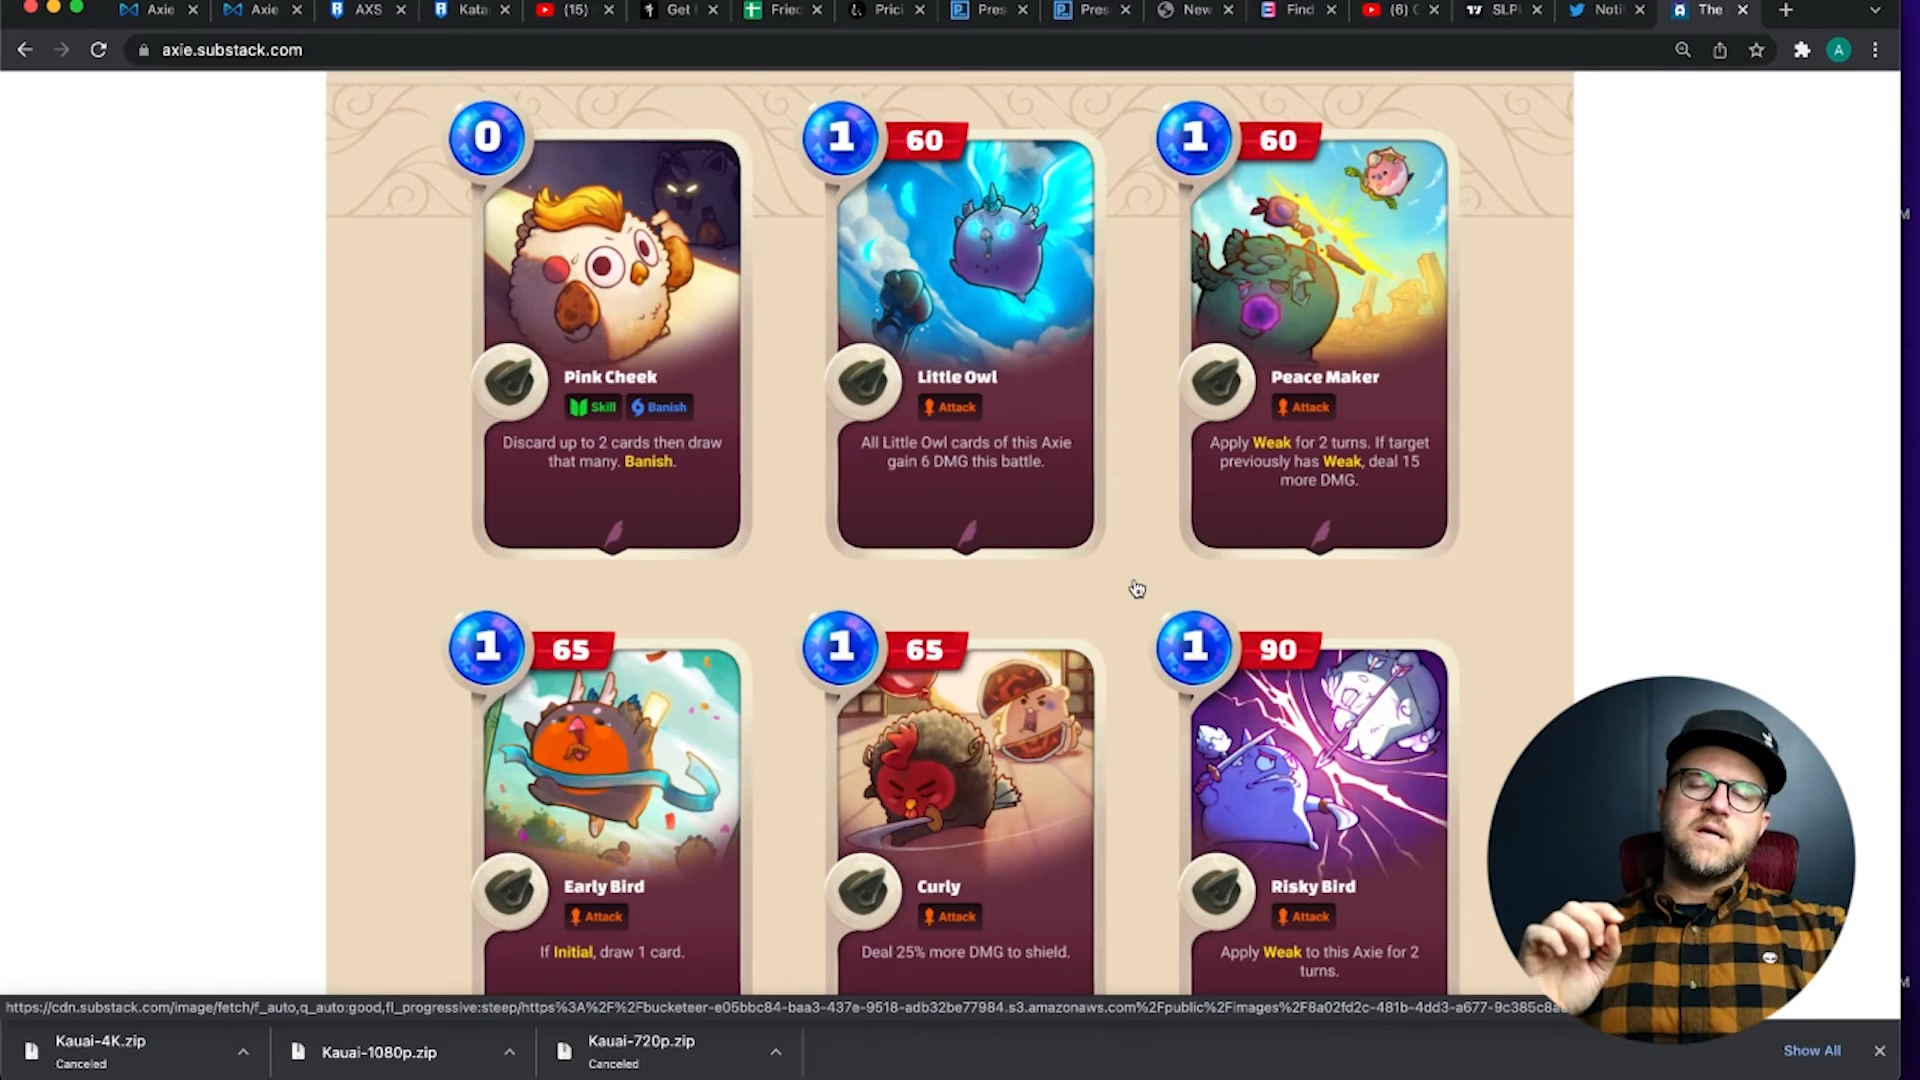 Axie
Axie
AXS
Kata
(15)
Get
Fried
Prici
Pres
Pres
New
Find
(6) C
SLP
Noti
The
axie.substack.com
A
0
1
60
1
60
Pink Cheek
Skill
Banish
Discard up to 2 cards then draw
that many. Banish.
Little Owl
Attack
All Little Owl cards of this Axie
gain 6 DMG this battle.
Peace Maker
Attack
Apply Weak for 2 turns. If target
previously has Weak, deal 15
more DMG.
1
65
1
65
1
90
Early Bird
Attack
If Initial, draw 1 card.
Curly
Attack
Deal 25% more DMG to shield.
Risky Bird
Attack
Apply Weak to this Axie for 2
turns.
https://cdn.substack.com/image/fetch/f_auto,q_auto:good,fl_progressive:steep/https%3A%2F%2Fbucketeer-e05bbc84-baa3-437e-9518-adb32be77984.s3.amazonaws.com%2Fpublic%2Fimages%2F8a02fd2c-481b-4dd3-a677-9c385c8a
Kauai-4K.zip
Canceled
Kauai-1080p.zip
Kauai-720p.zip
Canceled
Show All